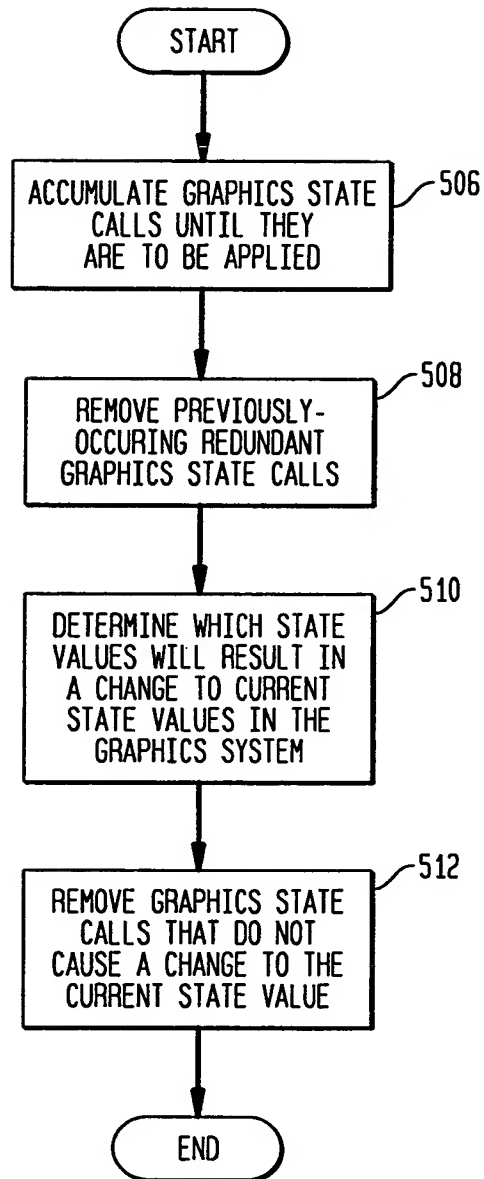 START
ACCUMULATE GRAPHICS STATE
CALLS UNTIL THEY
ARE TO BE APPLIED
506
REMOVE PREVIOUSLY-
OCCURING REDUNDANT
GRAPHICS STATE CALLS
508
DETERMINE WHICH STATE
VALUES WILL RESULT IN
A CHANGE TO CURRENT
STATE VALUES IN THE
GRAPHICS SYSTEM
510
REMOVE GRAPHICS STATE
CALLS THAT DO NOT
CAUSE A CHANGE TO THE
CURRENT STATE VALUE
512
END